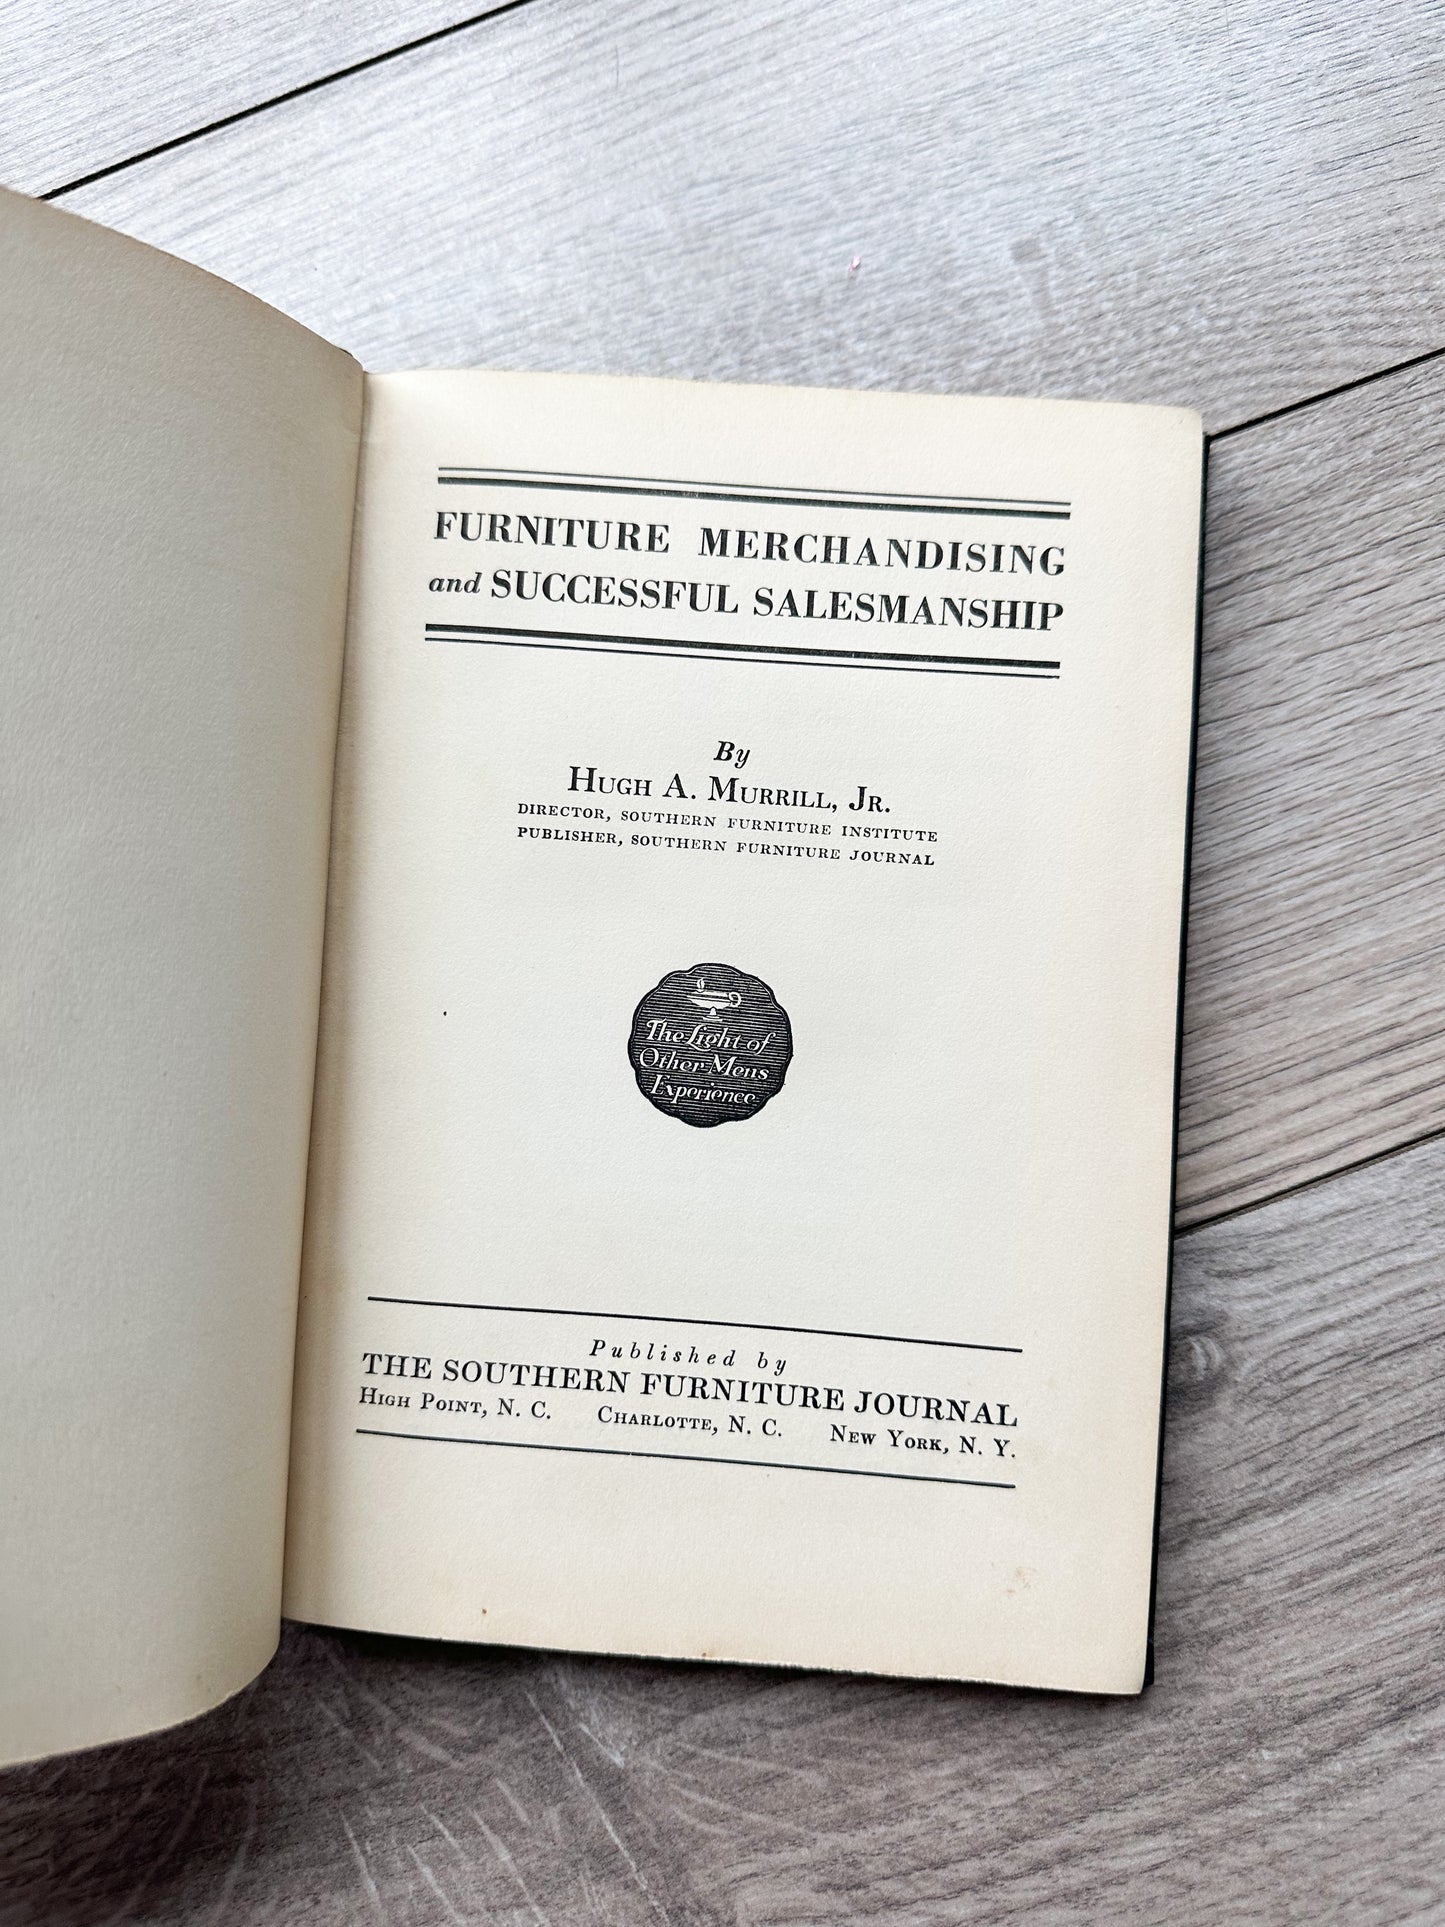 FURNITURE MERCHANDISING
and SUCCESSFUL SALESMANSHIP
By
HUGH A. MURRILL, JR.
DIRECTOR, SOUTHERN FURNITURE INSTITUTE
PUBLISHER, SOUTHERN FURNITURE JOURNAL
The Light of
Other Mens
Experience
Published by
THE SOUTHERN FURNITURE JOURNAL
HIGH POINT, N. C. CHARLOTTE, N. C. NEW YORK, N. Y.